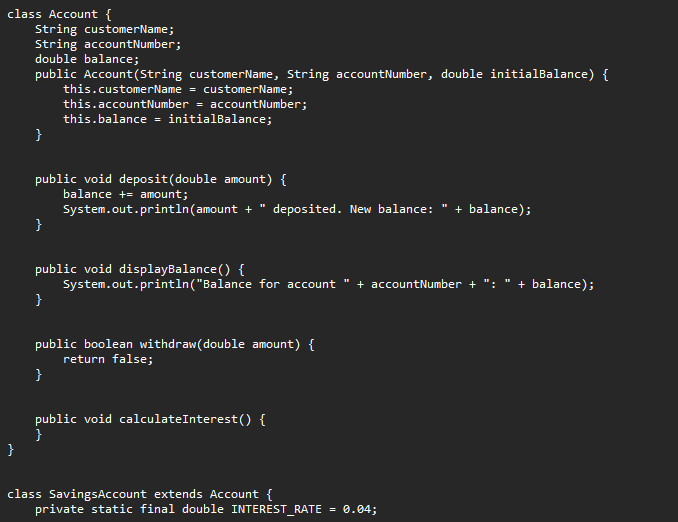 class Account {
    String customerName;
    String accountNumber;
    double balance;
    public Account(String customerName, String accountNumber, double initialBalance) {
        this.customerName = customerName;
        this.accountNumber = accountNumber;
        this.balance = initialBalance;
    }

    public void deposit(double amount) {
        balance += amount;
        System.out.println(amount + " deposited. New balance: " + balance);
    }

    public void displayBalance() {
        System.out.println("Balance for account " + accountNumber + ": " + balance);
    }

    public boolean withdraw(double amount) {
        return false;
    }

    public void calculateInterest() {
    }
}

class SavingsAccount extends Account {
    private static final double INTEREST_RATE = 0.04;